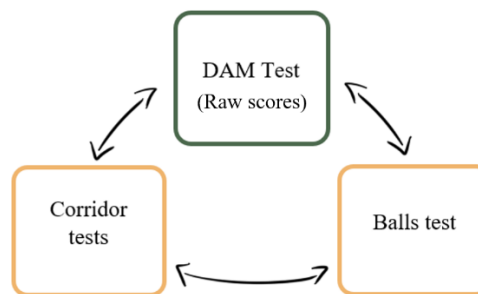 DAM Test
(Raw scores)
Corridor
tests
Balls test